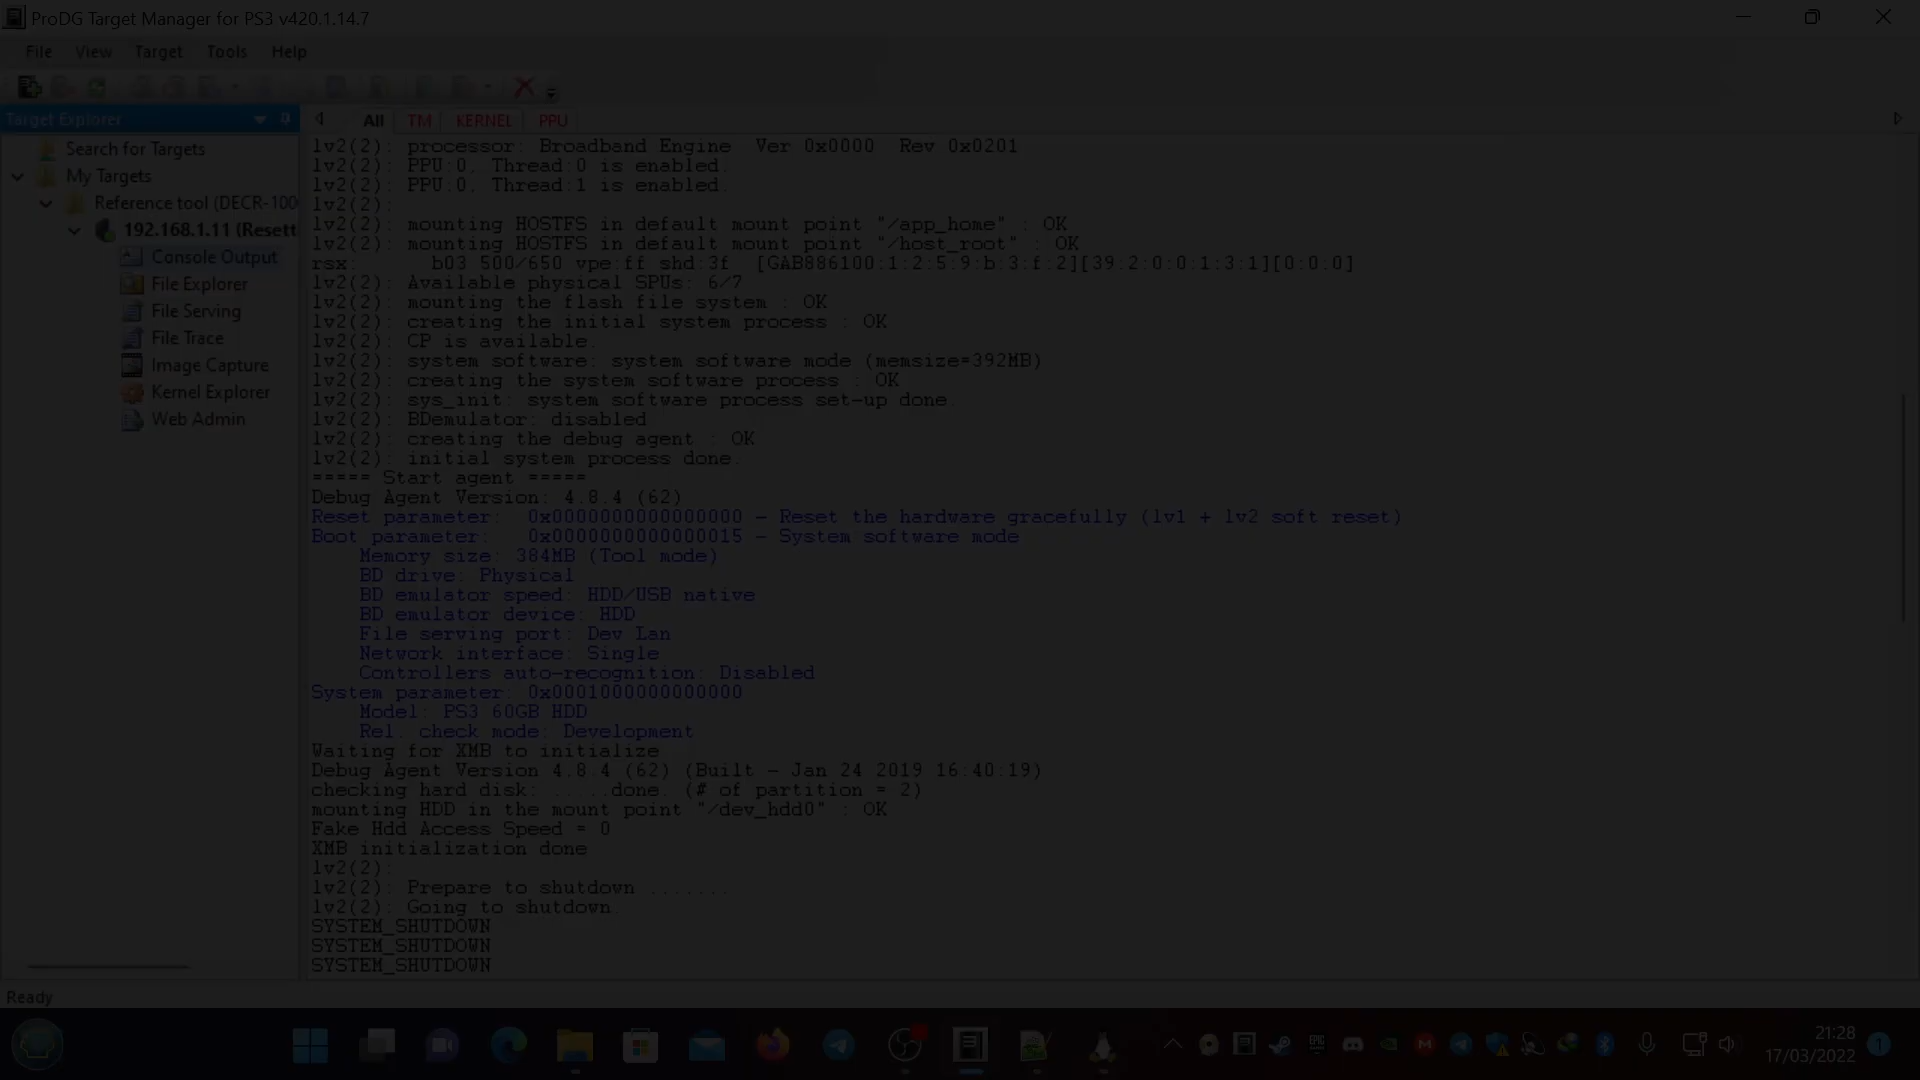 ProDG Target Manager for PS3 v420.1.14.7
File View Target Tools Help
Target Explorer
All TM KERNEL PPU
Search for Targets
My Targets
Reference tool (DECR-100
192.168.1.11 (Resett
Console Output
File Explorer
File Serving
File Trace
Image Capture
Kernel Explorer
Web Admin
lv2(2): processor: Broadband Engine  Ver 0x0000  Rev 0x0201
lv2(2): PPU:0, Thread:0 is enabled.
lv2(2): PPU:0, Thread:1 is enabled.
lv2(2):
lv2(2): mounting HOSTFS in default mount point "/app_home" : OK
lv2(2): mounting HOSTFS in default mount point "/host_root" : OK
rsx:      b03 500/650 vpe:ff shd:3f  [GAB886100:1:2:5:9:b:3:f:2][39:2:0:0:1:3:1][0:0:0]
lv2(2): Available physical SPUs: 6/7
lv2(2): mounting the flash file system : OK
lv2(2): creating the initial system process : OK
lv2(2): CP is available.
lv2(2): system software: system software mode (memsize=392MB)
lv2(2): creating the system software process : OK
lv2(2): sys_init: system software process set-up done.
lv2(2): BDemulator: disabled
lv2(2): creating the debug agent : OK
lv2(2): initial system process done.
===== Start agent =====
Debug Agent Version: 4.8.4 (62)
Reset parameter:  0x0000000000000000 - Reset the hardware gracefully (lv1 + lv2 soft reset)
Boot parameter:   0x0000000000000015 - System software mode
Memory size: 384MB (Tool mode)
BD drive: Physical
BD emulator speed: HDD/USB native
BD emulator device: HDD
File serving port: Dev Lan
Network interface: Single
Controllers auto-recognition: Disabled
System parameter: 0x0001000000000000
Model: PS3 60GB HDD
Rel. check mode: Development
Waiting for XMB to initialize
Debug Agent Version 4.8.4 (62) (Built - Jan 24 2019 16:40:19)
checking hard disk: .....done. (# of partition = 2)
mounting HDD in the mount point "/dev_hdd0" : OK
Fake Hdd Access Speed = 0
XMB initialization done
lv2(2):
lv2(2): Prepare to shutdown .......
lv2(2): Going to shutdown.
SYSTEM_SHUTDOWN
SYSTEM_SHUTDOWN
SYSTEM_SHUTDOWN
Ready
21:28
17/03/2022
1